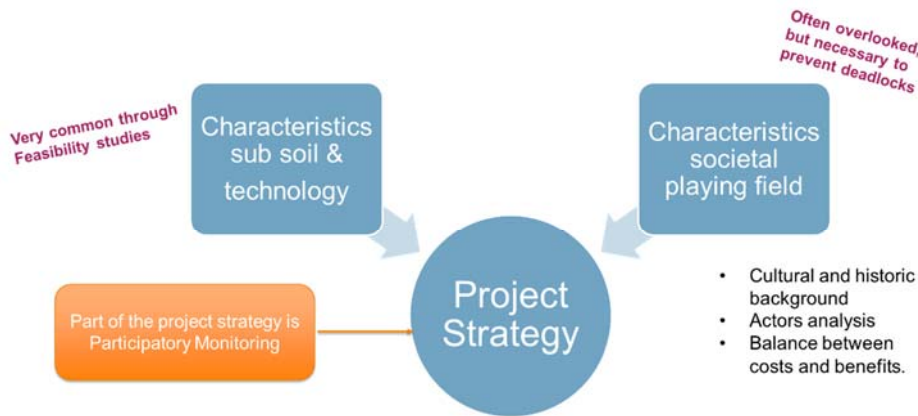 Very common through
Feasibility studies
Characteristics
sub soil &
technology
Often overlooked,
but necessary to
prevent deadlocks
Characteristics
societal
playing field
Project
Strategy
Part of the project strategy is
Participatory Monitoring
• Cultural and historic
background
• Actors analysis
• Balance between
costs and benefits.